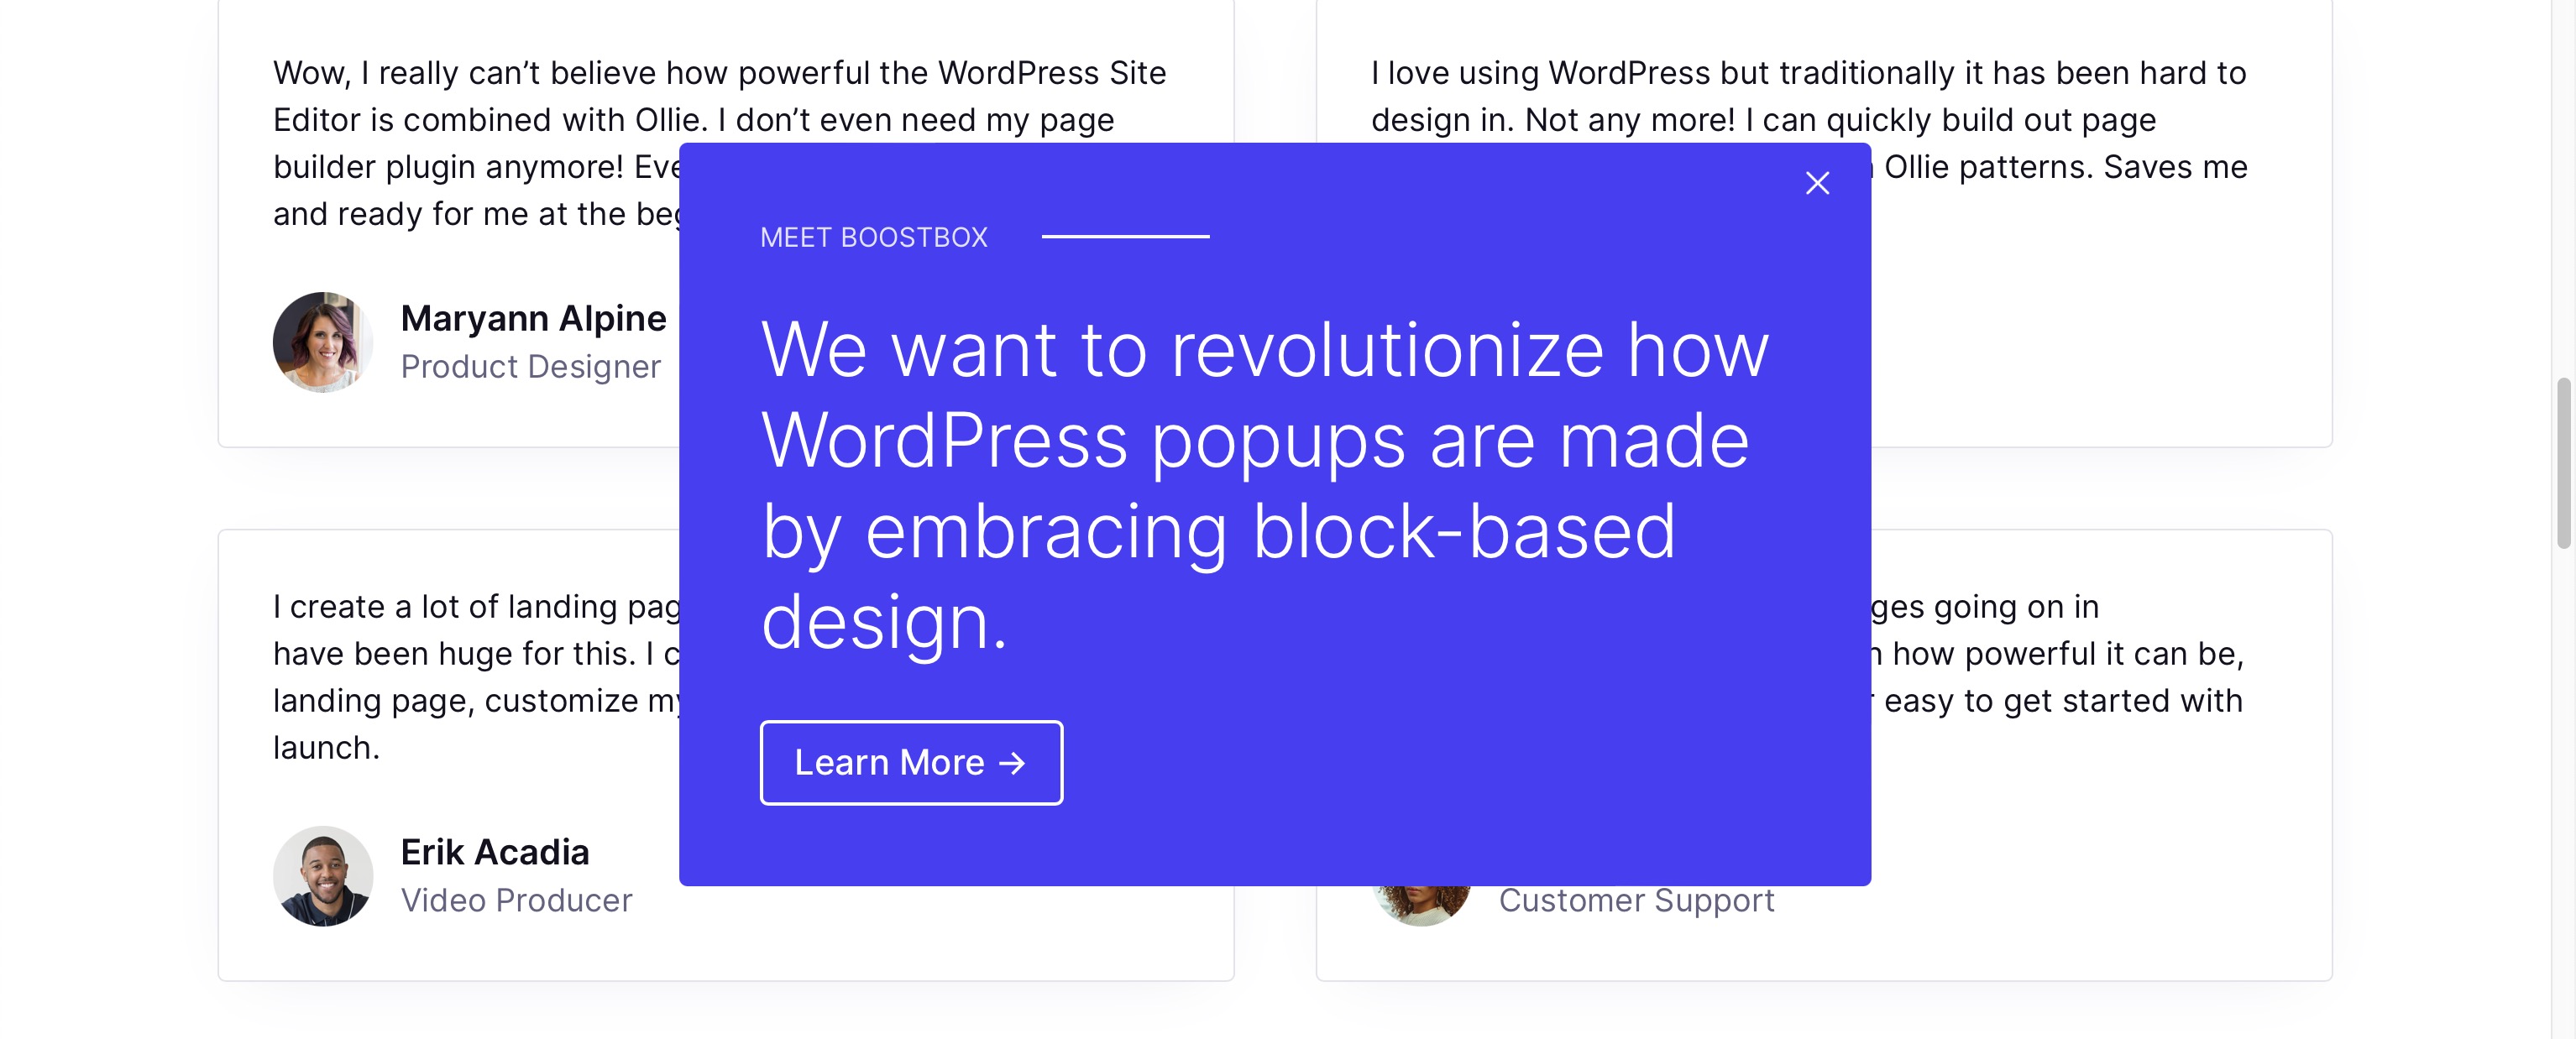 Wow, I really can’t believe how powerful the WordPress Site
Editor is combined with Ollie. I don’t even need my page
builder plugin anymore!
and ready for me at the
Maryann Alpine
Product Designer
I love using WordPress but traditionally it has been hard to
design in. Not any more! I can quickly build out page
Ollie patterns. Saves me
MEET BOOSTBOX
We want to revolutionize how
WordPress popups are made
by embracing block-based
design.
Learn More →
I create a lot of landing
have been huge for this. I
landing page, customize
launch.
Erik Acadia
Video Producer
going on in
how powerful it can be,
easy to get started with
Customer Support